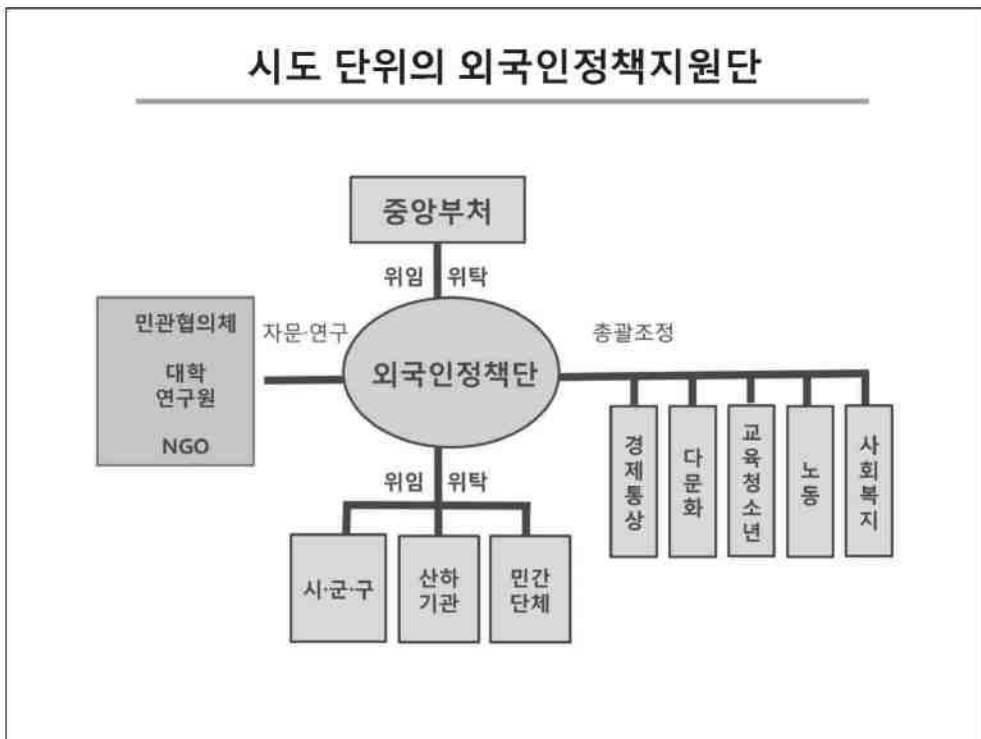 시도 단위의 외국인정책지원단
중앙부처
위임 위탁
민관협의체
대학
연구원
NGO
자문·연구
외국인정책단
총괄조정
경제통상
다문화
교육청소년
노동
사회복지
위임 위탁
시·군·구
산하
기관
민간
단체